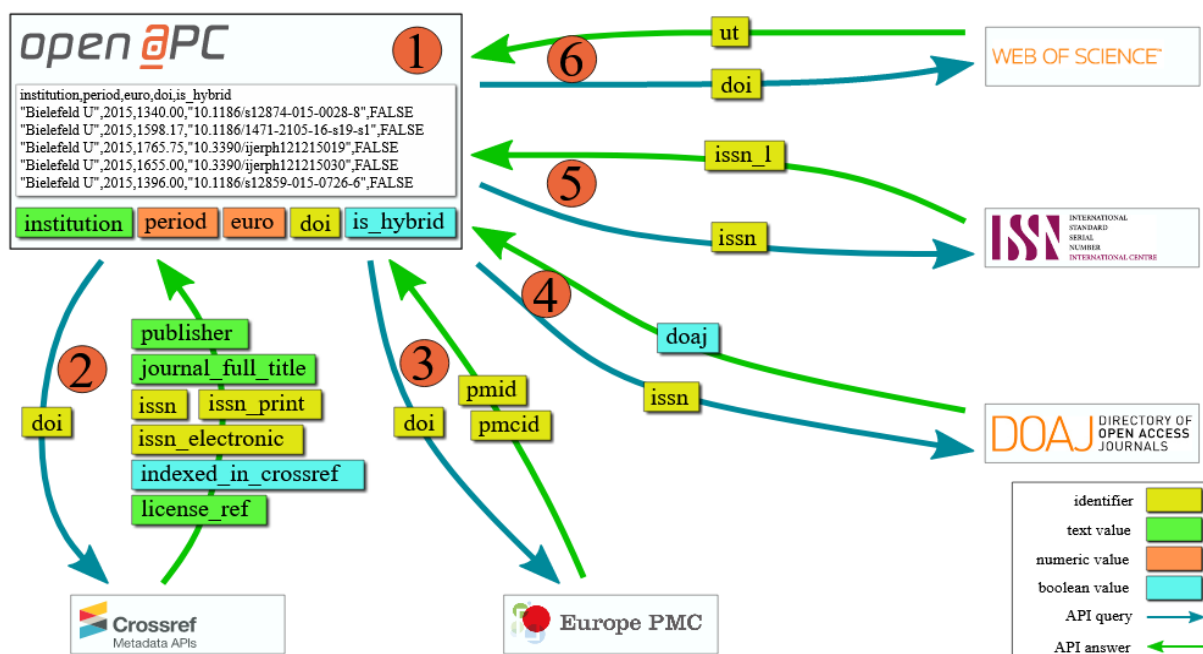 open aPC
1
institution,period,euro,doi,is_hybrid
"Bielefeld U",2015,1340.00,"10.1186/s12874-015-0028-8",FALSE
"Bielefeld U",2015,1598.17,"10.1186/1471-2105-16-s19-s1",FALSE
"Bielefeld U",2015,1765.75,"10.3390/ijerph121215019",FALSE
"Bielefeld U",2015,1655.00,"10.3390/ijerph121215030",FALSE
"Bielefeld U",2015,1396.00,"10.1186/s12859-015-0726-6",FALSE
institution period euro doi is_hybrid
ut
6
doi
WEB OF SCIENCE™
issn_l
5
issn
ISSN
INTERNATIONAL
STANDARD
SERIAL
NUMBER
INTERNATIONAL CENTRE
4
doaj
issn
DOAJ
DIRECTORY OF
OPEN ACCESS
JOURNALS
2
doi
publisher
journal_full_title
issn issn_print
issn_electronic
indexed_in_crossref
license_ref
Crossref
Metadata APIs
3
doi
pmid
pmcid
Europe PMC
identifier
text value
numeric value
boolean value
API query
API answer